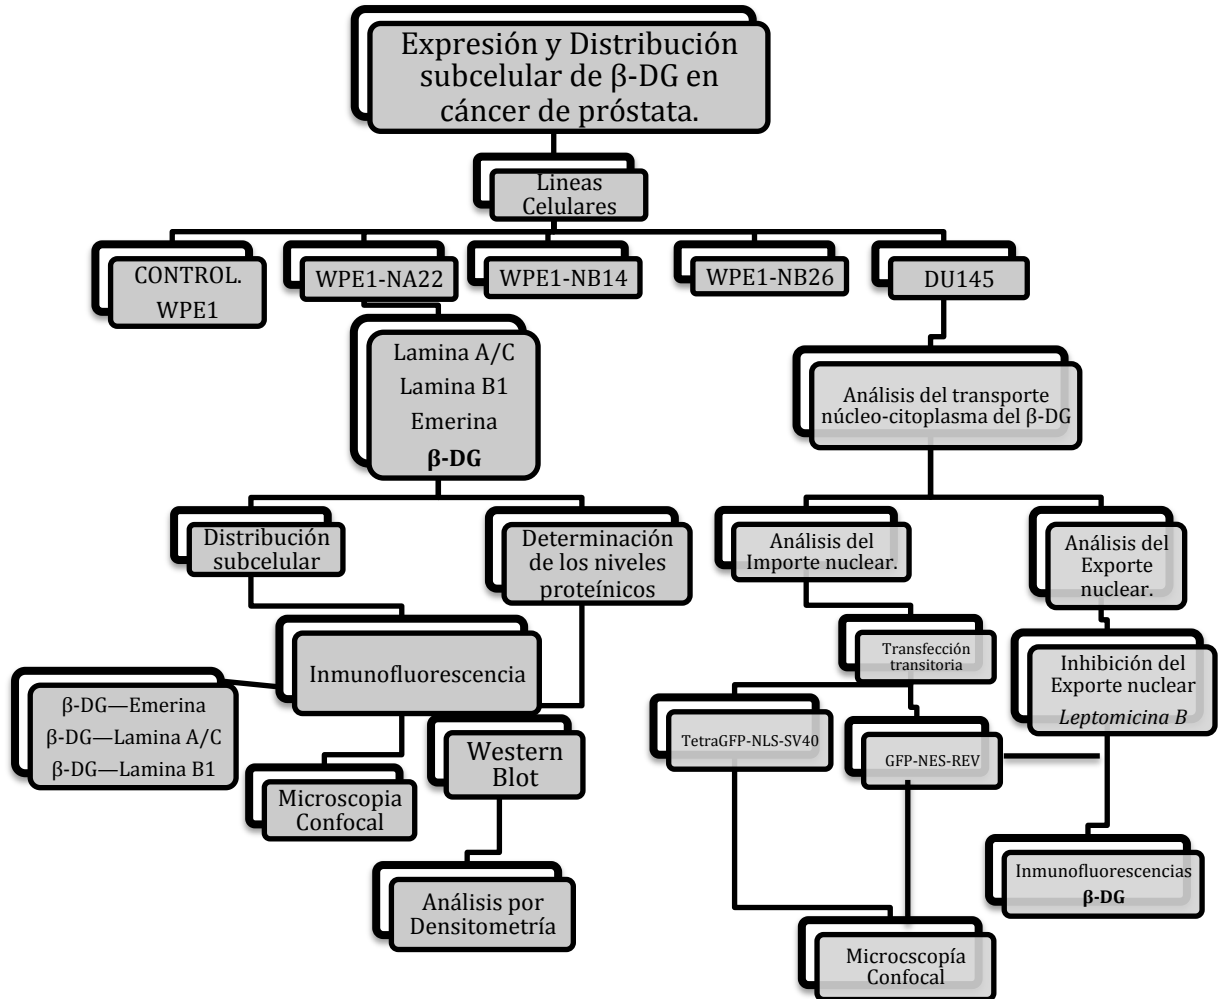 Expresión y Distribución
subcelular de β-DG en
cáncer de próstata.
Lineas
Celulares
CONTROL.
WPE1
WPE1-NA22
WPE1-NB14
WPE1-NB26
DU145
Lamina A/C
Lamina B1
Emerina
β-DG
Análisis del transporte
núcleo-citoplasma del β-DG
Distribución
subcelular
Determinación
de los niveles
proteínicos
Análisis del
Importe nuclear.
Análisis del
Exporte
nuclear.
Inmunofluorescencia
Transfección
transitoria
Inhibición del
Exporte nuclear
Leptomicina B
β-DG—Emerina
β-DG—Lamina A/C
β-DG—Lamina B1
Western
Blot
TetraGFP-NLS-SV40
GFP-NES-REV
Microscopia
Confocal
Inmunofluorescencias
β-DG
Análisis por
Densitometría
Microcscopía
Confocal